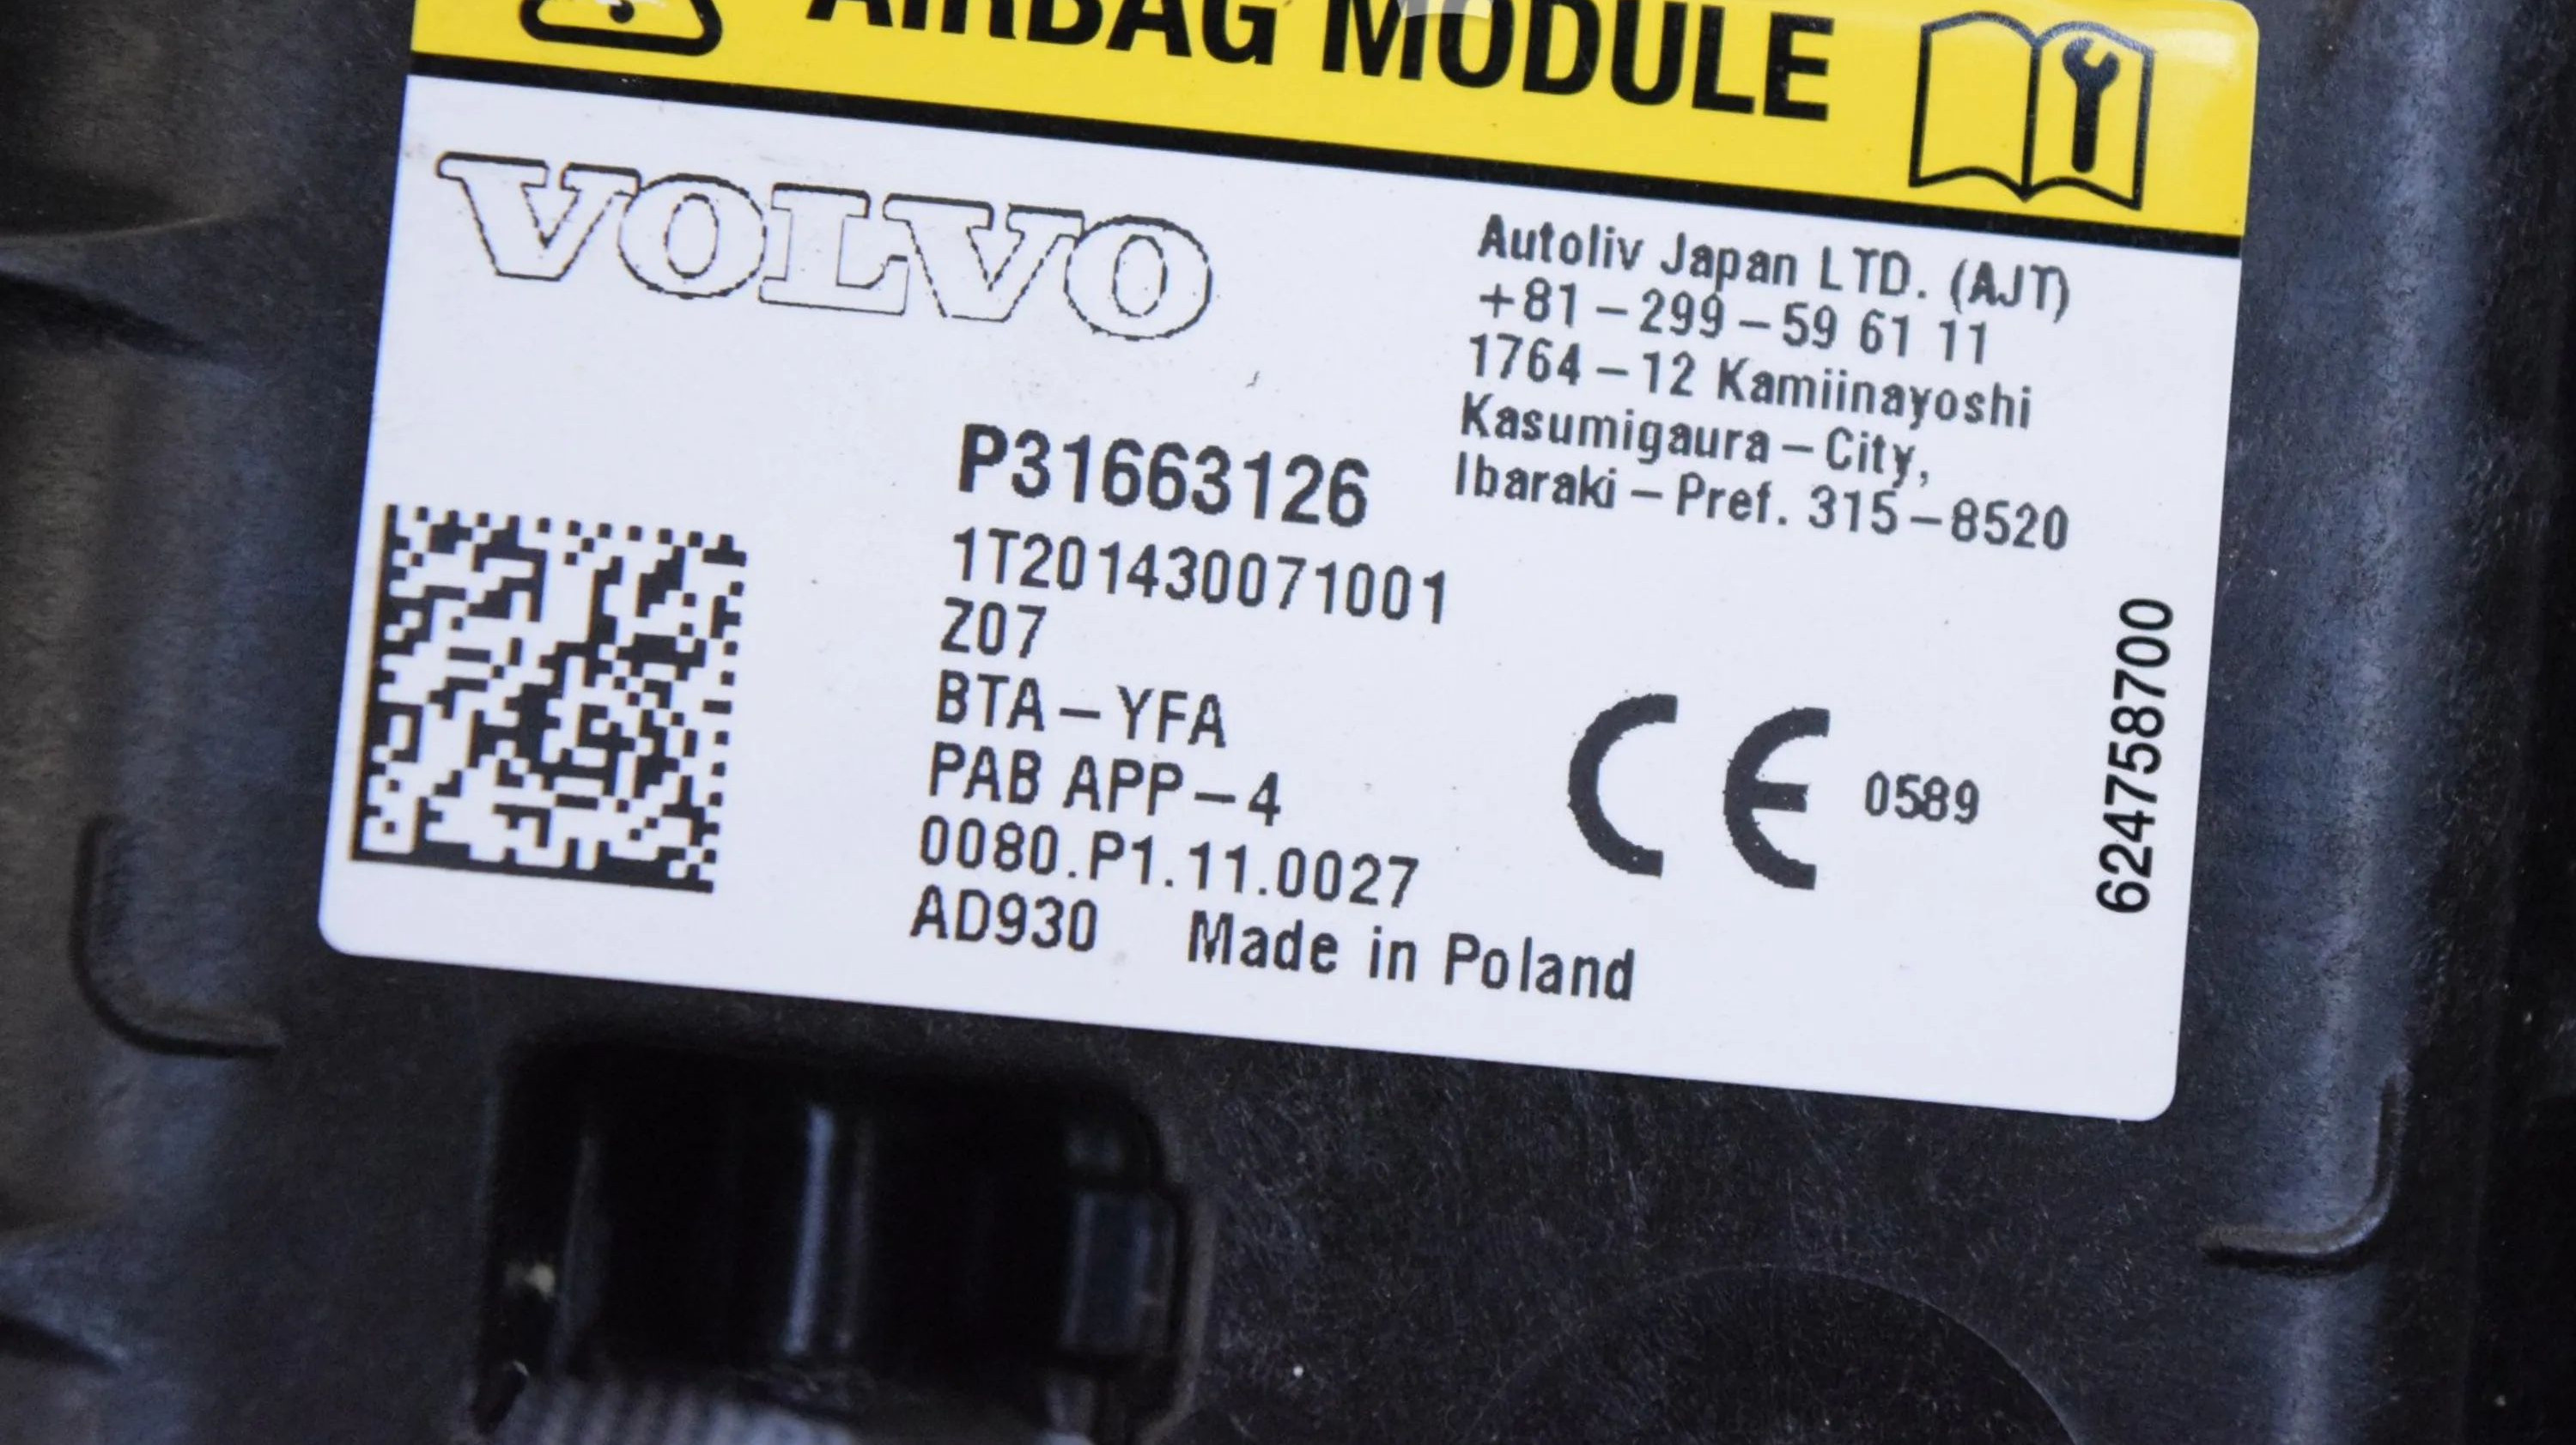 AIRBAG MODULE
VOLVO
Autoliv Japan LTD. (AJT)
+81-299-59 61 11
1764-12 Kamiinayoshi
Kasumigaura-City,
Ibaraki-Pref. 315-8520
P31663126
1T201430071001
Z07
BTA-YFA
PAB APP-4
0080.P1.11.0027
AD930 Made in Poland
CE 0589
624758700